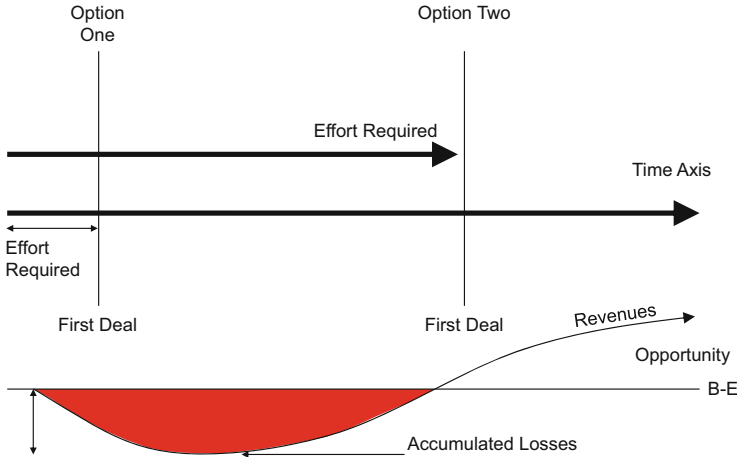 Option
One
Option Two
Effort Required
Time Axis
Effort
Required
First Deal
First Deal
Revenues
Opportunity
B-E
Accumulated Losses